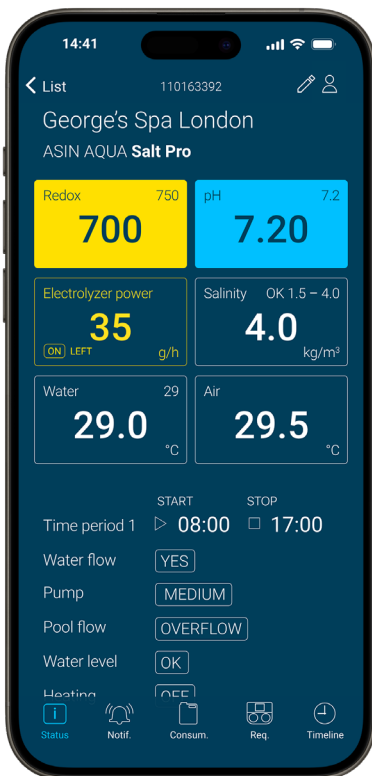 14:41
List 110163392
George's Spa London
ASIN AQUA Salt Pro
Redox 750
700
pH 7.2
7.20
Electrolyzer power
35
ON LEFT g/h
Salinity OK 1.5 – 4.0
4.0
kg/m³
Water 29
29.0
°C
Air
29.5
°C
START STOP
Time period 1 08:00 17:00
Water flow YES
Pump MEDIUM
Pool flow OVERFLOW
Water level OK
Heating OFF
Status Notif. Consum. Req. Timeline